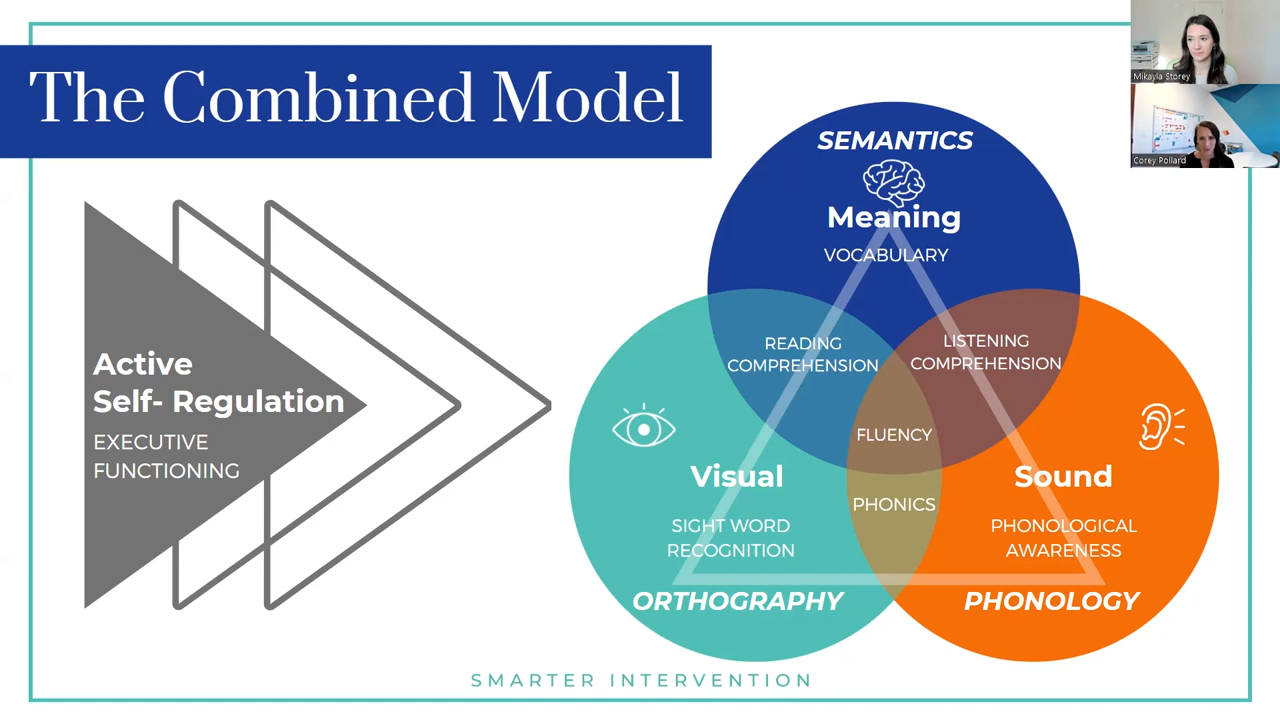 The Combined Model
Mikayla Storey
Corey Pollard
Active
Self- Regulation
EXECUTIVE
FUNCTIONING
SEMANTICS
Meaning
VOCABULARY
READING
COMPREHENSION
LISTENING
COMPREHENSION
FLUENCY
PHONICS
Visual
SIGHT WORD
RECOGNITION
ORTHOGRAPHY
Sound
PHONOLOGICAL
AWARENESS
PHONOLOGY
SMARTER INTERVENTION